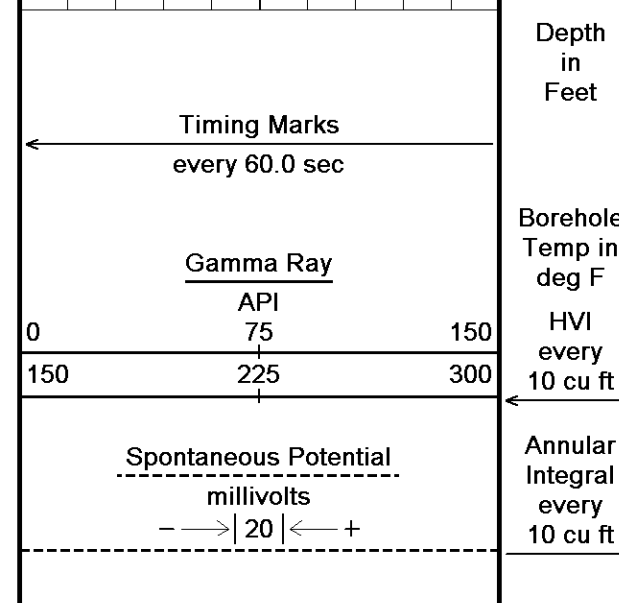 Depth
in
Feet
Timing Marks
every 60.0 sec
Borehole
Temp in
deg F
Gamma Ray
API
0 75 150
150 225 300
HVI
every
10 cu ft
Spontaneous Potential
millivolts
− 20 +
Annular
Integral
every
10 cu ft